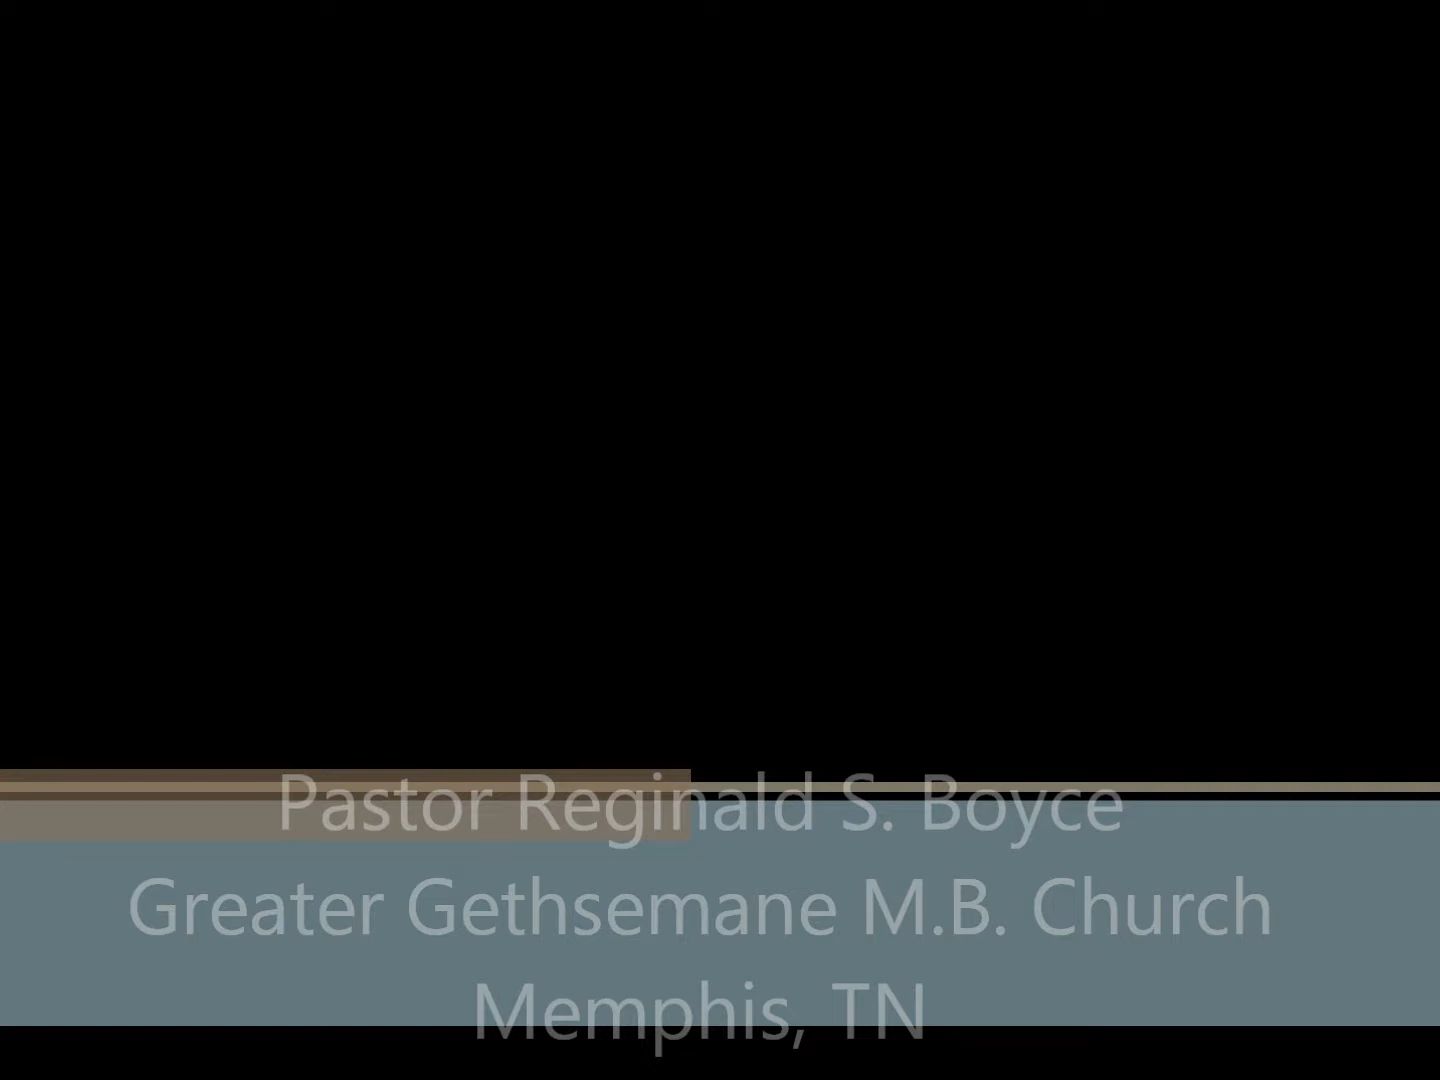 Pastor Reginald S. Boyce
Greater Gethsemane M.B. Church
Memphis, TN